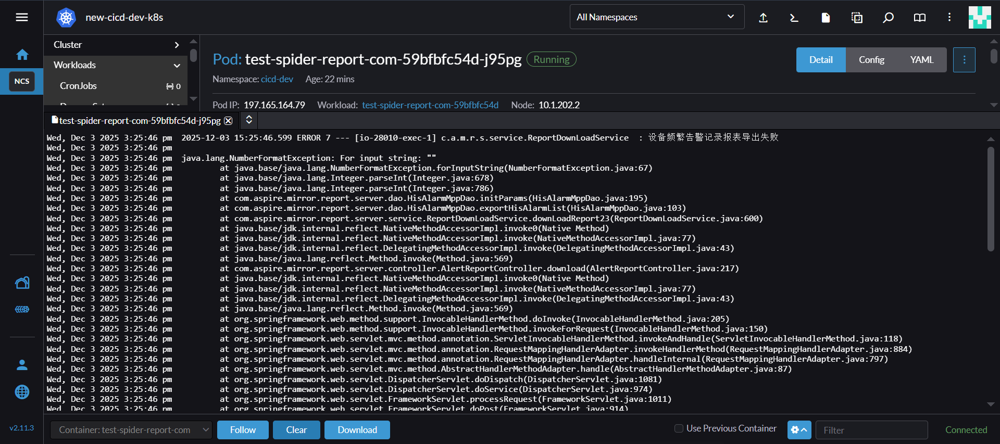 new-cicd-dev-k8s
All Namespaces
Cluster
Workloads
CronJobs 0
NCS
Pod: test-spider-report-com-59bfbfc54d-j95pg Running
Detail Config YAML
Namespace: cicd-dev Age: 22 mins
Pod IP: 197.165.164.79 Workload: test-spider-report-com-59bfbfc54d Node: 10.1.202.2
test-spider-report-com-59bfbfc54d-j95pg
Wed, Dec 3 2025 3:25:46 pm 2025-12-03 15:25:46.599 ERROR 7 --- [io-28010-exec-1] c.a.m.r.s.service.ReportDownLoadService : 设备频繁告警记录报表导出失败
Wed, Dec 3 2025 3:25:46 pm
Wed, Dec 3 2025 3:25:46 pm java.lang.NumberFormatException: For input string: ""
Wed, Dec 3 2025 3:25:46 pm at java.base/java.lang.NumberFormatException.forInputString(NumberFormatException.java:67)
Wed, Dec 3 2025 3:25:46 pm at java.base/java.lang.Integer.parseInt(Integer.java:678)
Wed, Dec 3 2025 3:25:46 pm at java.base/java.lang.Integer.parseInt(Integer.java:786)
Wed, Dec 3 2025 3:25:46 pm at com.aspire.mirror.report.server.dao.HisAlarmMppDao.initParams(HisAlarmMppDao.java:195)
Wed, Dec 3 2025 3:25:46 pm at com.aspire.mirror.report.server.dao.HisAlarmMppDao.exportHisAlarmList(HisAlarmMppDao.java:103)
Wed, Dec 3 2025 3:25:46 pm at com.aspire.mirror.report.server.service.ReportDownLoadService.downLoadReport23(ReportDownLoadService.java:600)
Wed, Dec 3 2025 3:25:46 pm at java.base/jdk.internal.reflect.NativeMethodAccessorImpl.invoke0(Native Method)
Wed, Dec 3 2025 3:25:46 pm at java.base/jdk.internal.reflect.NativeMethodAccessorImpl.invoke(NativeMethodAccessorImpl.java:77)
Wed, Dec 3 2025 3:25:46 pm at java.base/jdk.internal.reflect.DelegatingMethodAccessorImpl.invoke(DelegatingMethodAccessorImpl.java:43)
Wed, Dec 3 2025 3:25:46 pm at java.base/java.lang.reflect.Method.invoke(Method.java:569)
Wed, Dec 3 2025 3:25:46 pm at com.aspire.mirror.report.server.controller.AlertReportController.download(AlertReportController.java:217)
Wed, Dec 3 2025 3:25:46 pm at java.base/jdk.internal.reflect.NativeMethodAccessorImpl.invoke0(Native Method)
Wed, Dec 3 2025 3:25:46 pm at java.base/jdk.internal.reflect.NativeMethodAccessorImpl.invoke(NativeMethodAccessorImpl.java:77)
Wed, Dec 3 2025 3:25:46 pm at java.base/jdk.internal.reflect.DelegatingMethodAccessorImpl.invoke(DelegatingMethodAccessorImpl.java:43)
Wed, Dec 3 2025 3:25:46 pm at java.base/java.lang.reflect.Method.invoke(Method.java:569)
Wed, Dec 3 2025 3:25:46 pm at org.springframework.web.method.support.InvocableHandlerMethod.doInvoke(InvocableHandlerMethod.java:205)
Wed, Dec 3 2025 3:25:46 pm at org.springframework.web.method.support.InvocableHandlerMethod.invokeForRequest(InvocableHandlerMethod.java:150)
Wed, Dec 3 2025 3:25:46 pm at org.springframework.web.servlet.mvc.method.annotation.ServletInvocableHandlerMethod.invokeAndHandle(ServletInvocableHandlerMethod.java:118)
Wed, Dec 3 2025 3:25:46 pm at org.springframework.web.servlet.mvc.method.annotation.RequestMappingHandlerAdapter.invokeHandlerMethod(RequestMappingHandlerAdapter.java:884)
Wed, Dec 3 2025 3:25:46 pm at org.springframework.web.servlet.mvc.method.annotation.RequestMappingHandlerAdapter.handleInternal(RequestMappingHandlerAdapter.java:797)
Wed, Dec 3 2025 3:25:46 pm at org.springframework.web.servlet.mvc.method.AbstractHandlerMethodAdapter.handle(AbstractHandlerMethodAdapter.java:87)
Wed, Dec 3 2025 3:25:46 pm at org.springframework.web.servlet.DispatcherServlet.doDispatch(DispatcherServlet.java:1081)
Wed, Dec 3 2025 3:25:46 pm at org.springframework.web.servlet.DispatcherServlet.doService(DispatcherServlet.java:974)
Wed, Dec 3 2025 3:25:46 pm at org.springframework.web.servlet.FrameworkServlet.processRequest(FrameworkServlet.java:1011)
Wed, Dec 3 2025 3:25:46 pm at org.springframework.web.servlet.FrameworkServlet.doPost(FrameworkServlet.java:914)
v2.11.3
Container: test-spider-report-com Follow Clear Download Use Previous Container Filter Connected